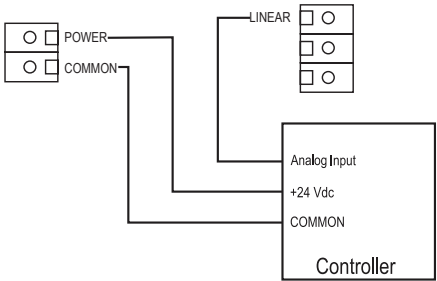 LINEAR
POWER
COMMON
Analog Input
+24 Vdc
COMMON
Controller